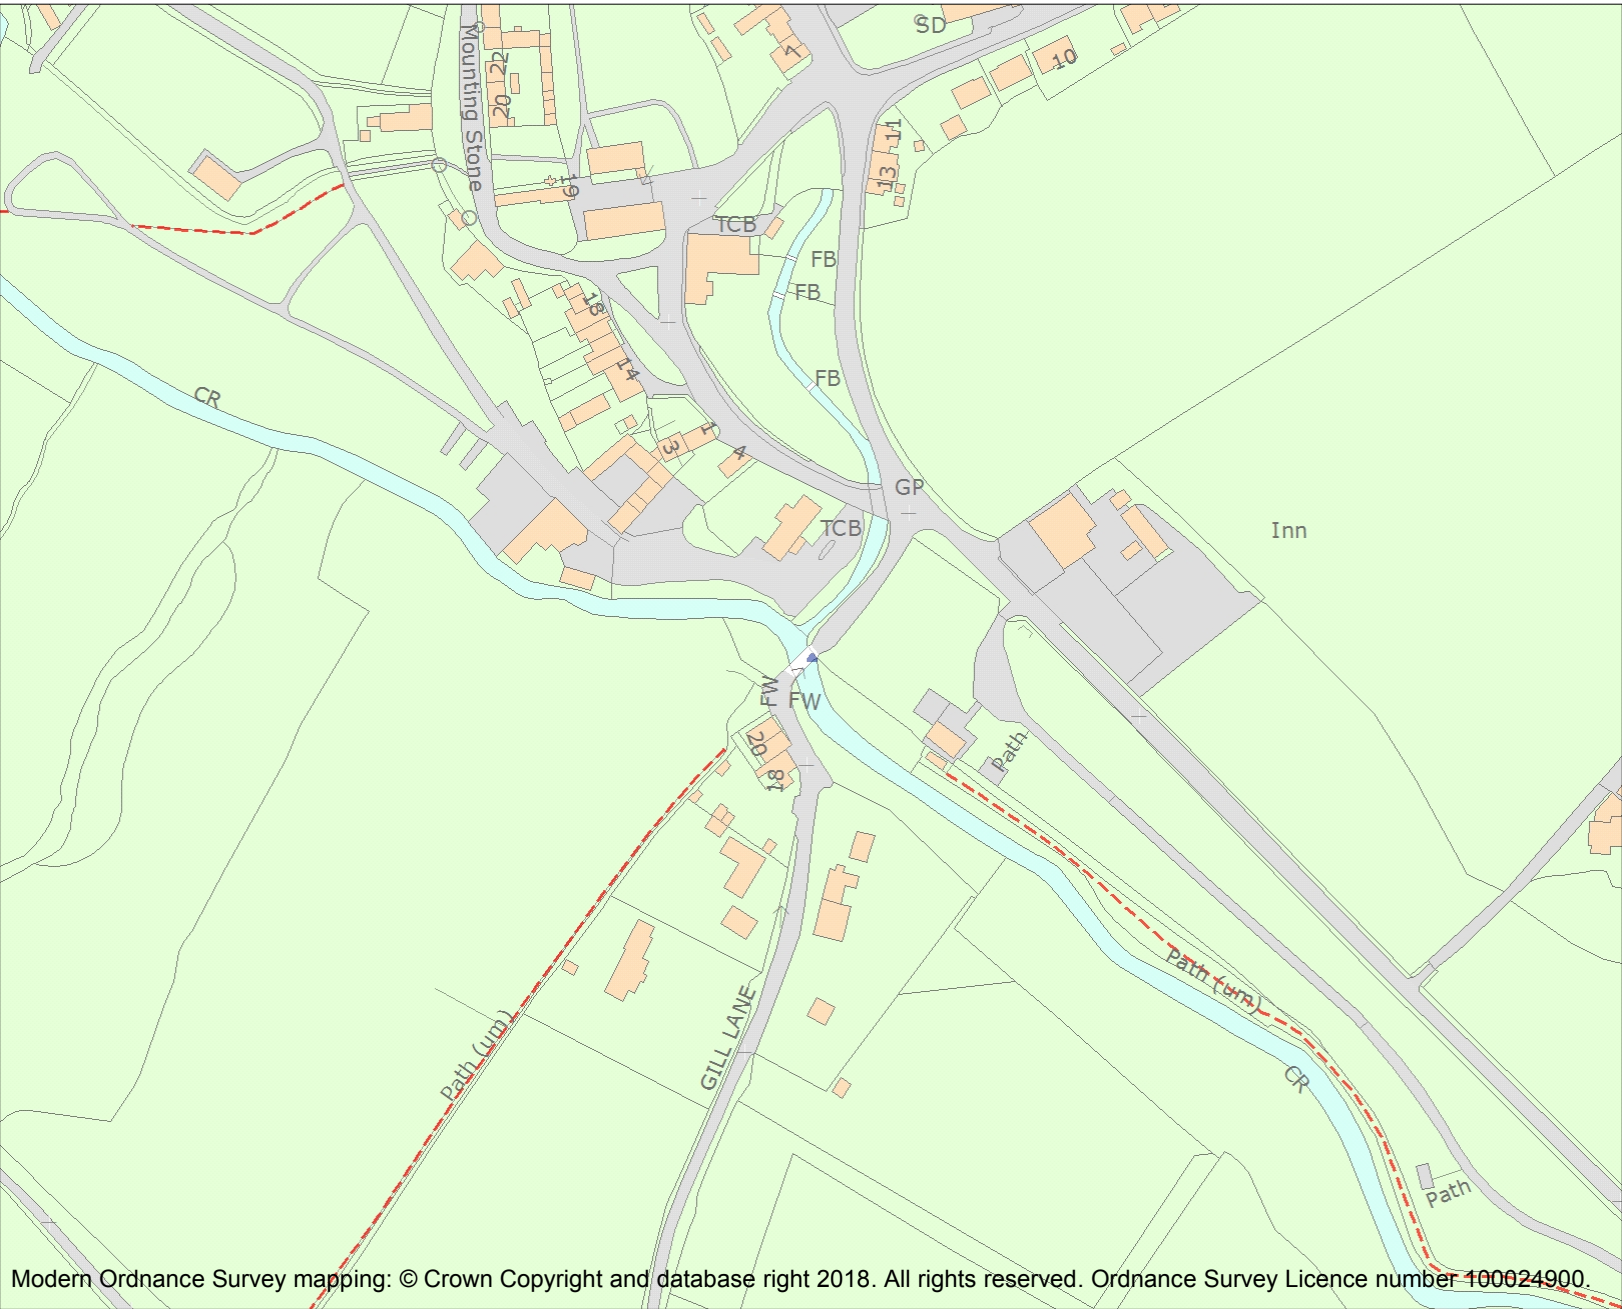 SD
Mounting Stone
22
20
7
10
11
13
19
TCB
FB
FB
18
14
FB
CR
1
3
4
GP
TCB
Inn
FW
FW
20
18
Path
Path (um)
Path (um)
GILL LANE
CR
Path
Modern Ordnance Survey mapping: © Crown Copyright and database right 2018. All rights reserved. Ordnance Survey Licence number 100024900.